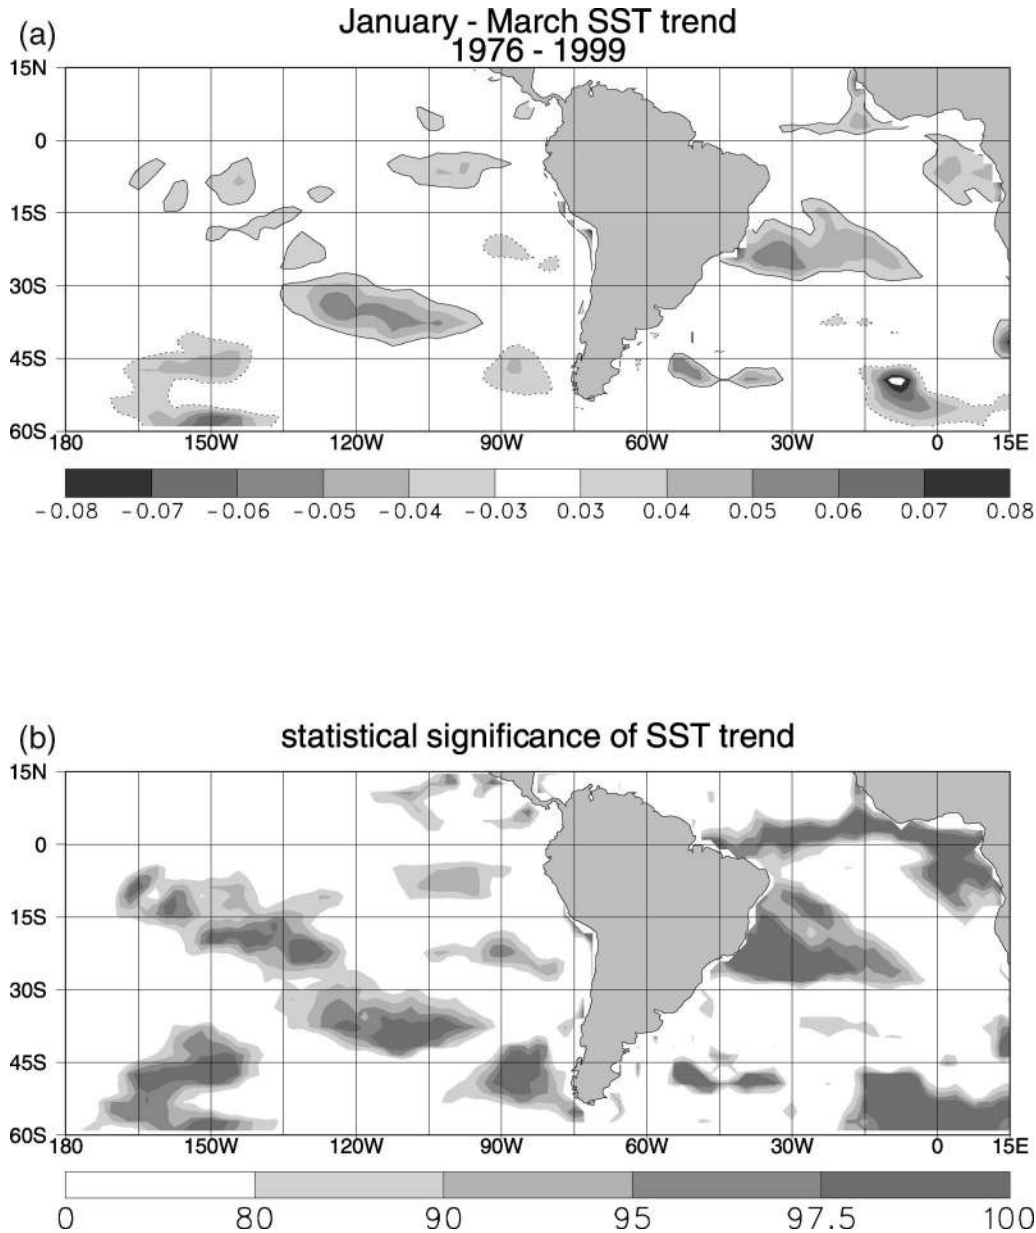 (a)
January - March SST trend
1976 - 1999
15N
0
15S
30S
45S
60S
180 150W 120W 90W 60W 30W 0 15E
-0.08 -0.07 -0.06 -0.05 -0.04 -0.03 0.03 0.04 0.05 0.06 0.07 0.08
(b)
statistical significance of SST trend
15N
0
15S
30S
45S
60S
180 150W 120W 90W 60W 30W 0 15E
0 80 90 95 97.5 100